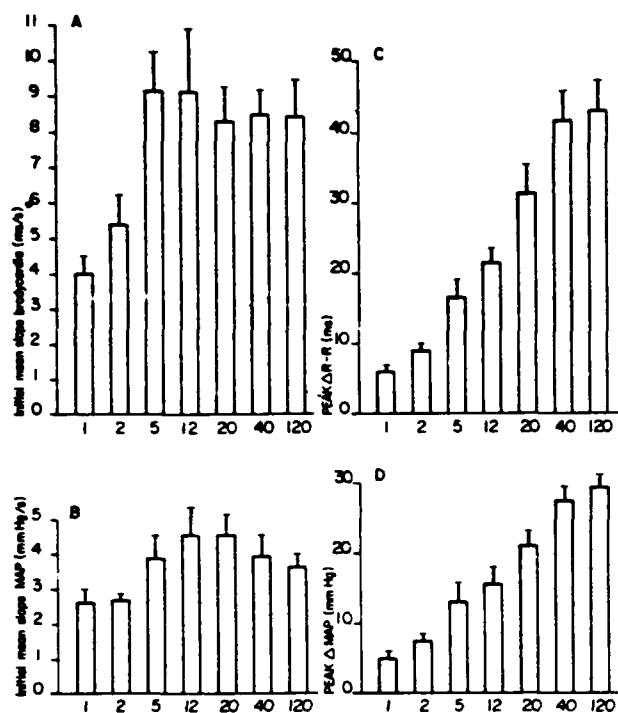 A
11
10
9
8
7
6
5
4
3
2
1
0
Initial mean slope bradycardia (ms/s)
1 2 5 12 20 40 120
C
50
40
30
20
10
0
PEAK Δ R-R (ms)
1 2 5 12 20 40 120
B
5
4
3
2
1
0
Initial mean slope MAP (mm Hg/s)
1 2 5 12 20 40 120
D
30
20
10
0
PEAK Δ MAP (mm Hg)
1 2 5 12 20 40 120